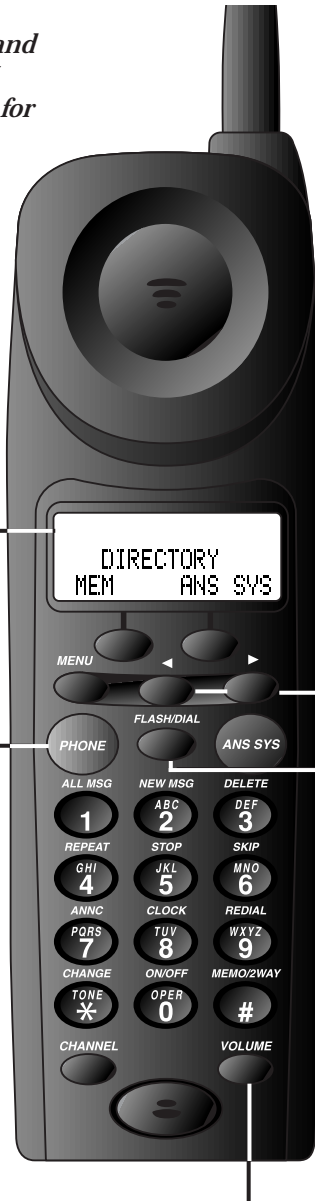 and
for
DIRECTORY
MEM ANS SYS
MENU ◄ ►
FLASH/DIAL
PHONE ANS SYS
ALL MSG NEW MSG DELETE
1 ABC 2 DEF 3
REPEAT STOP SKIP
GHI 4 JKL 5 MNO 6
ANNC CLOCK REDIAL
PQRS 7 TUV 8 WXYZ 9
CHANGE ON/OFF MEMO/2WAY
TONE * OPER 0 #
CHANNEL VOLUME